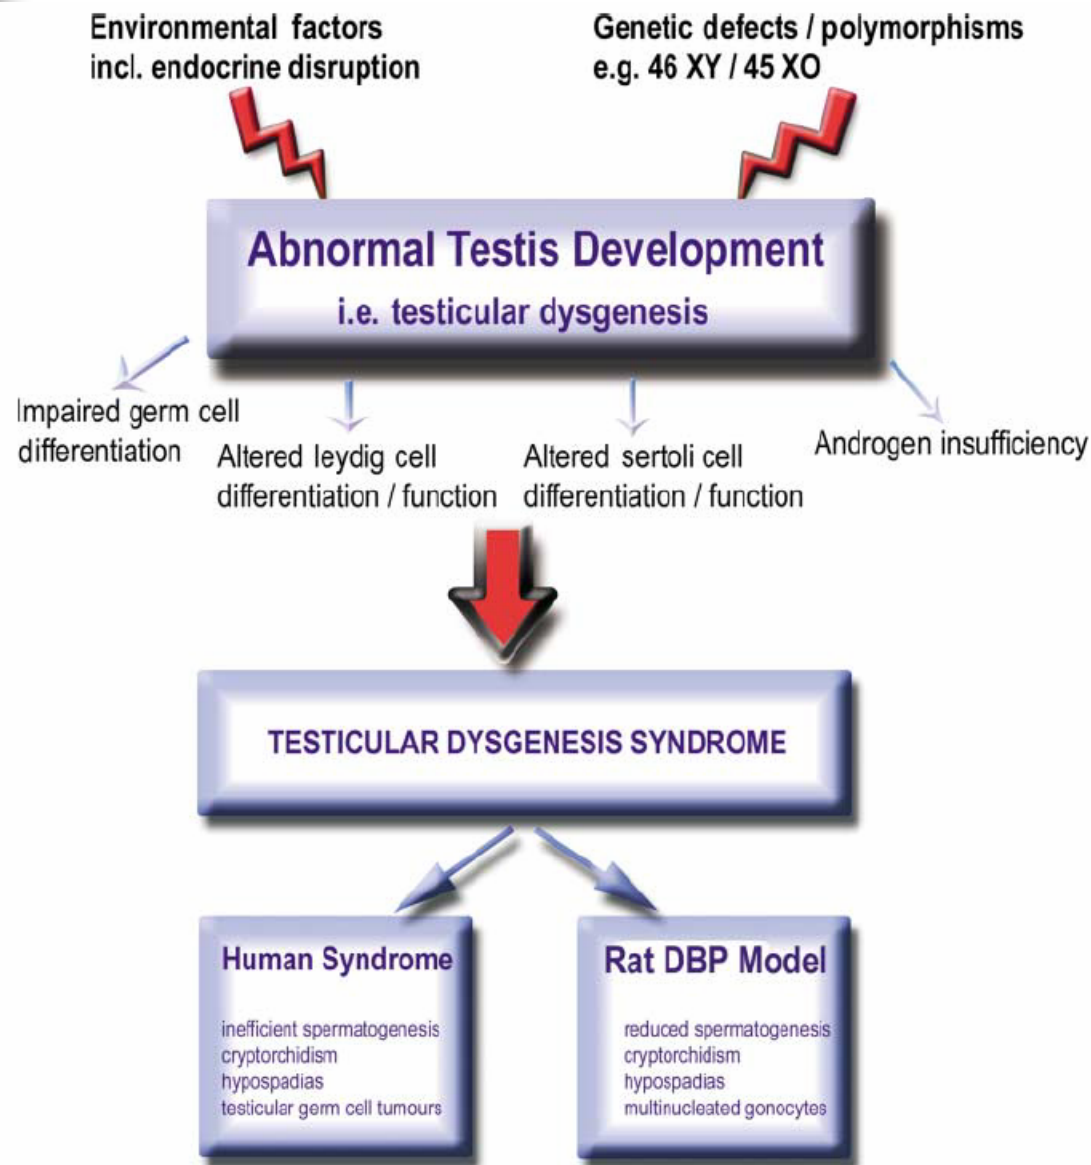 Environmental factors
incl. endocrine disruption
Genetic defects / polymorphisms
e.g. 46 XY / 45 XO
Abnormal Testis Development
i.e. testicular dysgenesis
Impaired germ cell
differentiation
Altered leydig cell
differentiation / function
Altered sertoli cell
differentiation / function
Androgen insufficiency
TESTICULAR DYSGENESIS SYNDROME
Human Syndrome
inefficient spermatogenesis
cryptorchidism
hypospadias
testicular germ cell tumours
Rat DBP Model
reduced spermatogenesis
cryptorchidism
hypospadias
multinucleated gonocytes